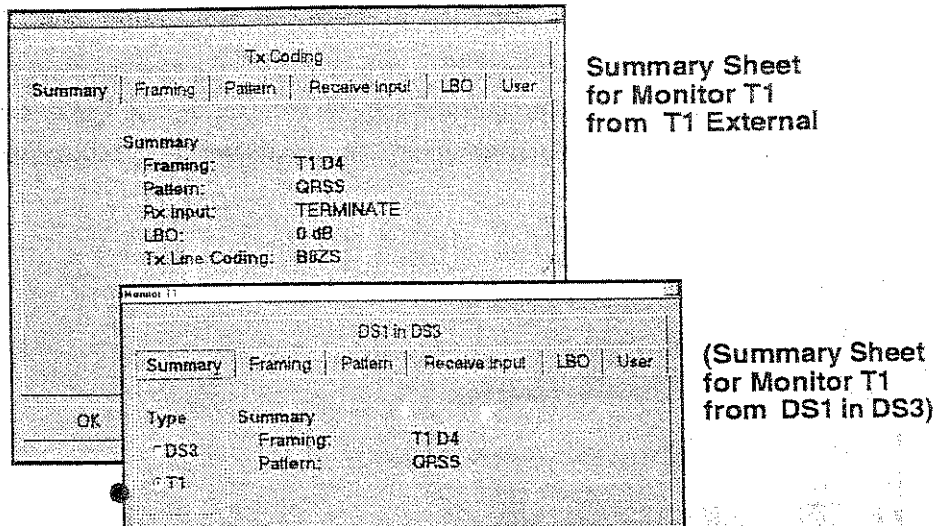 Tx Coding
Summary Framing Pattern Receive Input LBO User
Summary
Framing: T1 D4
Pattern: QRSS
Rx Input: TERMINATE
LBO: 0 dB
Tx Line Coding: B8ZS
OK
Summary Sheet
for Monitor T1
from T1 External
Monitor T1
DS1 in DS3
Summary Framing Pattern Receive Input LBO User
Type Summary
Framing: T1 D4
DS3
Pattern: QRSS
T1
(Summary Sheet
for Monitor T1
from DS1 in DS3)